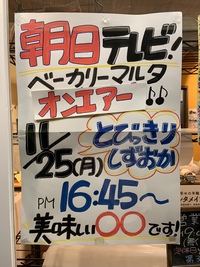 朝日テレビ!
ベーカリーマルタ
オンエアー♪♪
11/25(月)
とびっきり
しずおか
PM 16:45〜
美味しい〇〇です!